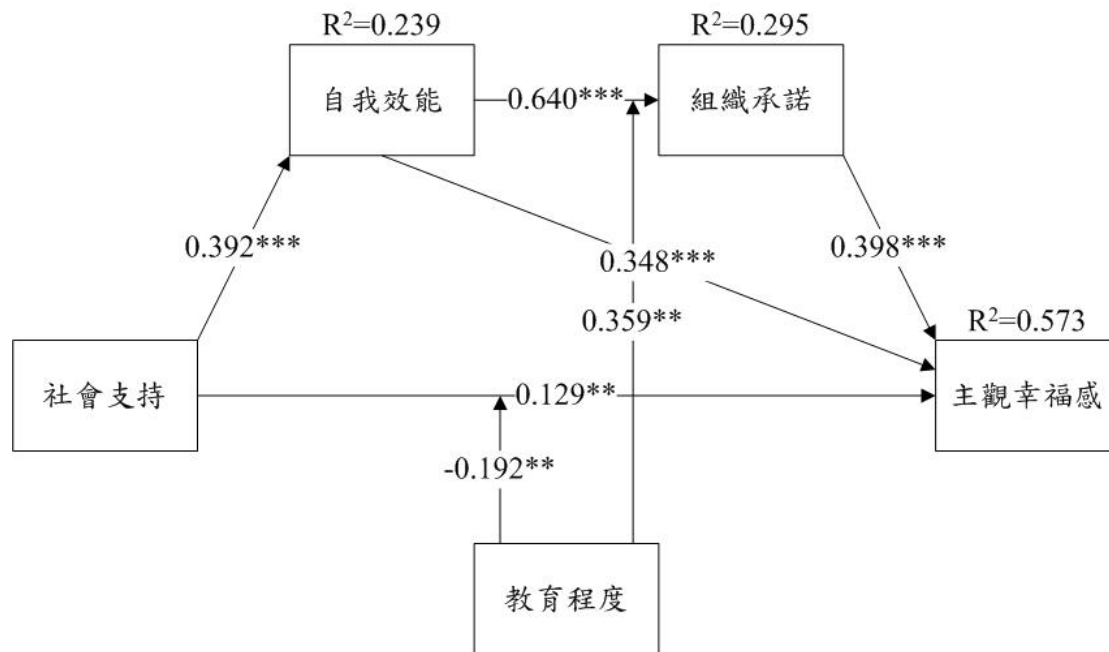 R²=0.239
R²=0.295
自我效能
0.640***
組織承諾
0.392***
0.348***
0.398***
0.359**
R²=0.573
社會支持
0.129**
主觀幸福感
-0.192**
教育程度